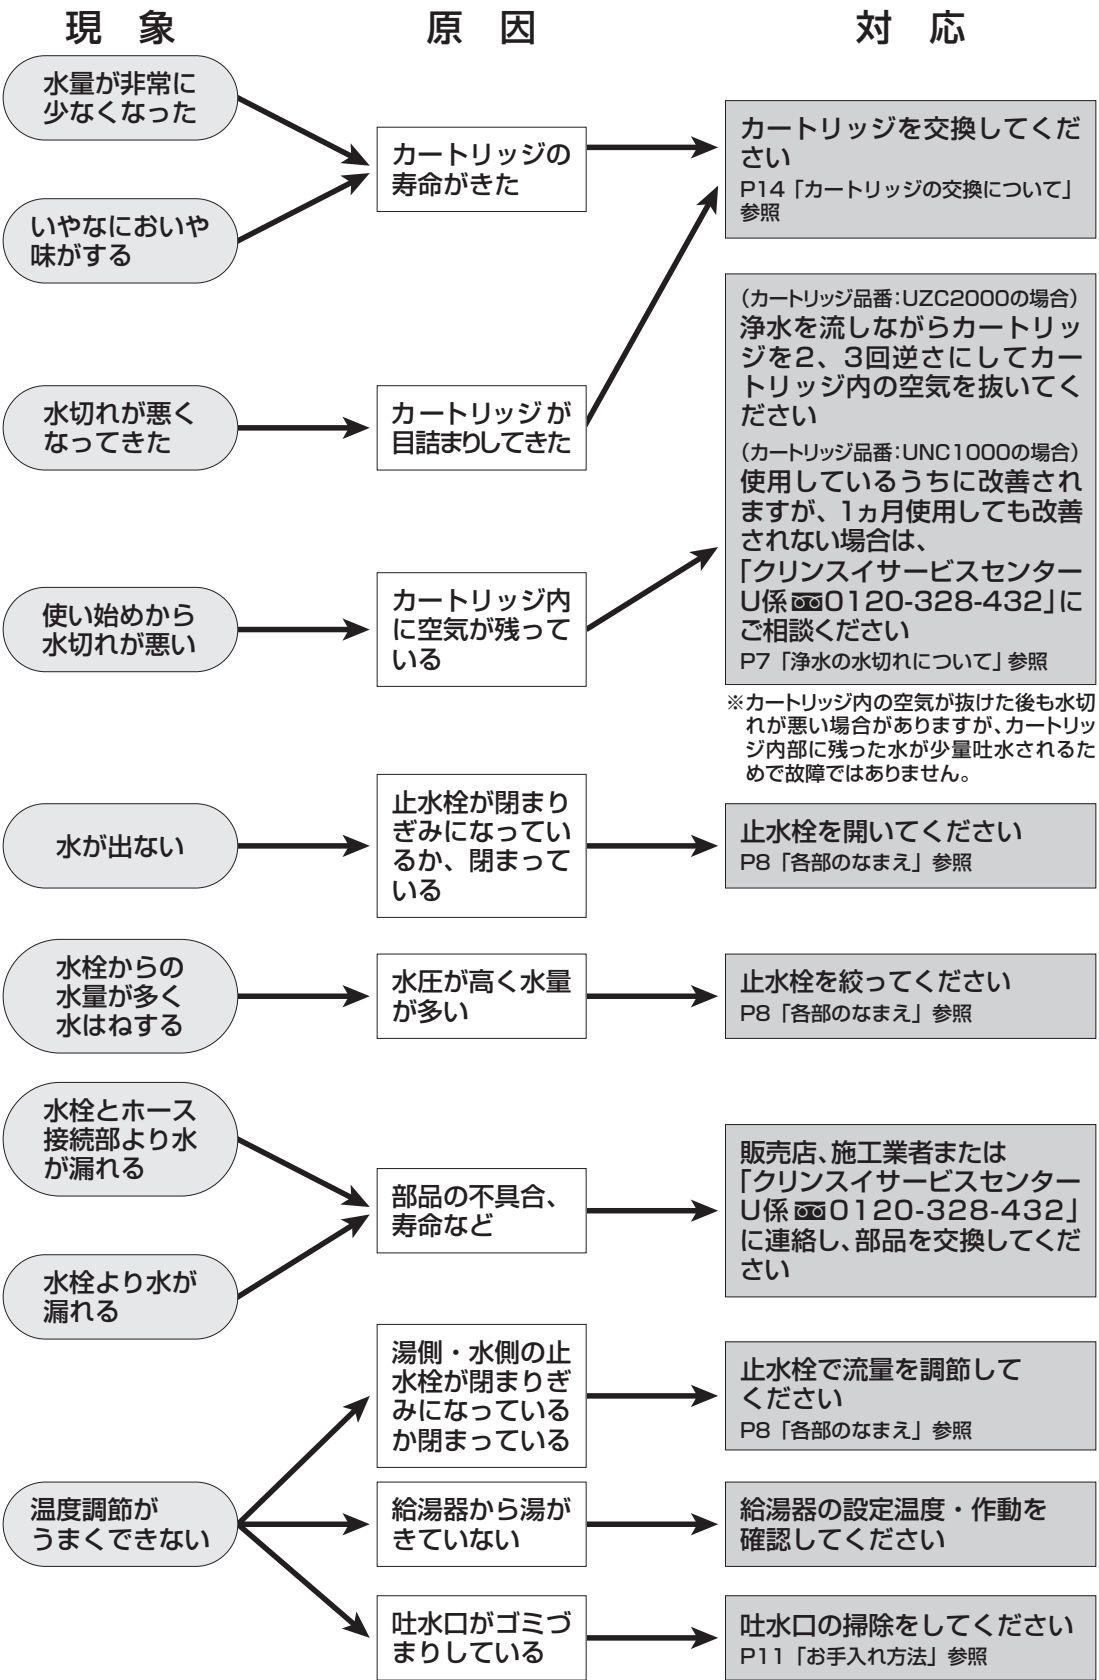 現象
原因
対応
水量が非常に
少なくなった
いやなにおいや
味がする
カートリッジの
寿命がきた
カートリッジを交換してくだ
さい
P14「カートリッジの交換について」
参照
水切れが悪く
なってきた
カートリッジが
目詰まりしてきた
使い始めから
水切れが悪い
カートリッジ内
に空気が残って
いる
(カートリッジ品番:UZC2000の場合)
浄水を流しながらカートリッ
ジを2、3回逆さにしてカー
トリッジ内の空気を抜いてく
ださい
(カートリッジ品番:UNC1000の場合)
使用しているうちに改善され
ますが、1ヵ月使用しても改善
されない場合は、
「クリンスイサービスセンター
U係 0120-328-432」に
ご相談ください
P7「浄水の水切れについて」参照
※カートリッジ内の空気が抜けた後も水切
れが悪い場合がありますが、カートリッ
ジ内部に残った水が少量吐水されるた
めで故障ではありません。
水が出ない
止水栓が閉まり
ぎみになってい
るか、閉まって
いる
止水栓を開いてください
P8「各部のなまえ」参照
水栓からの
水量が多く
水はねする
水圧が高く水量
が多い
止水栓を絞ってください
P8「各部のなまえ」参照
水栓とホース
接続部より水
が漏れる
水栓より水が
漏れる
部品の不具合、
寿命など
販売店、施工業者または
「クリンスイサービスセンター
U係 0120-328-432」
に連絡し、部品を交換してくだ
さい
温度調節が
うまくできない
湯側・水側の止
水栓が閉まりぎ
みになっている
か閉まっている
止水栓で流量を調節して
ください
P8「各部のなまえ」参照
給湯器から湯が
きていない
給湯器の設定温度・作動を
確認してください
吐水口がゴミづ
まりしている
吐水口の掃除をしてください
P11「お手入れ方法」参照